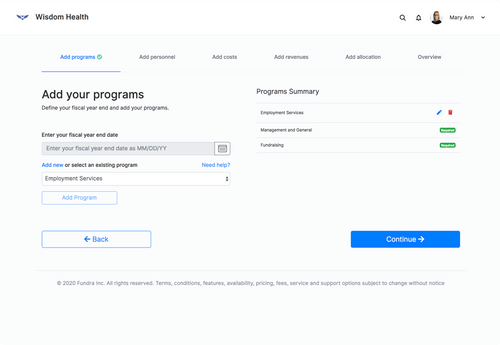 Wisdom Health
Mary Ann
Add programs
Add personnel
Add costs
Add revenues
Add allocation
Overview
Add your programs
Define your fiscal year end and add your programs.
Enter your fiscal year end date
Enter your fiscal year end date as MM/CD/YY
Add new or select an existing program
Need help?
Employment Services
Add Program
Programs Summary
Employment Services
Management and General
Required
Fundraising
Required
Back
Continue
© 2020 Fundra Inc. All rights reserved. Terms, conditions, features, availability, pricing, fees, service and support options subject to change without notice